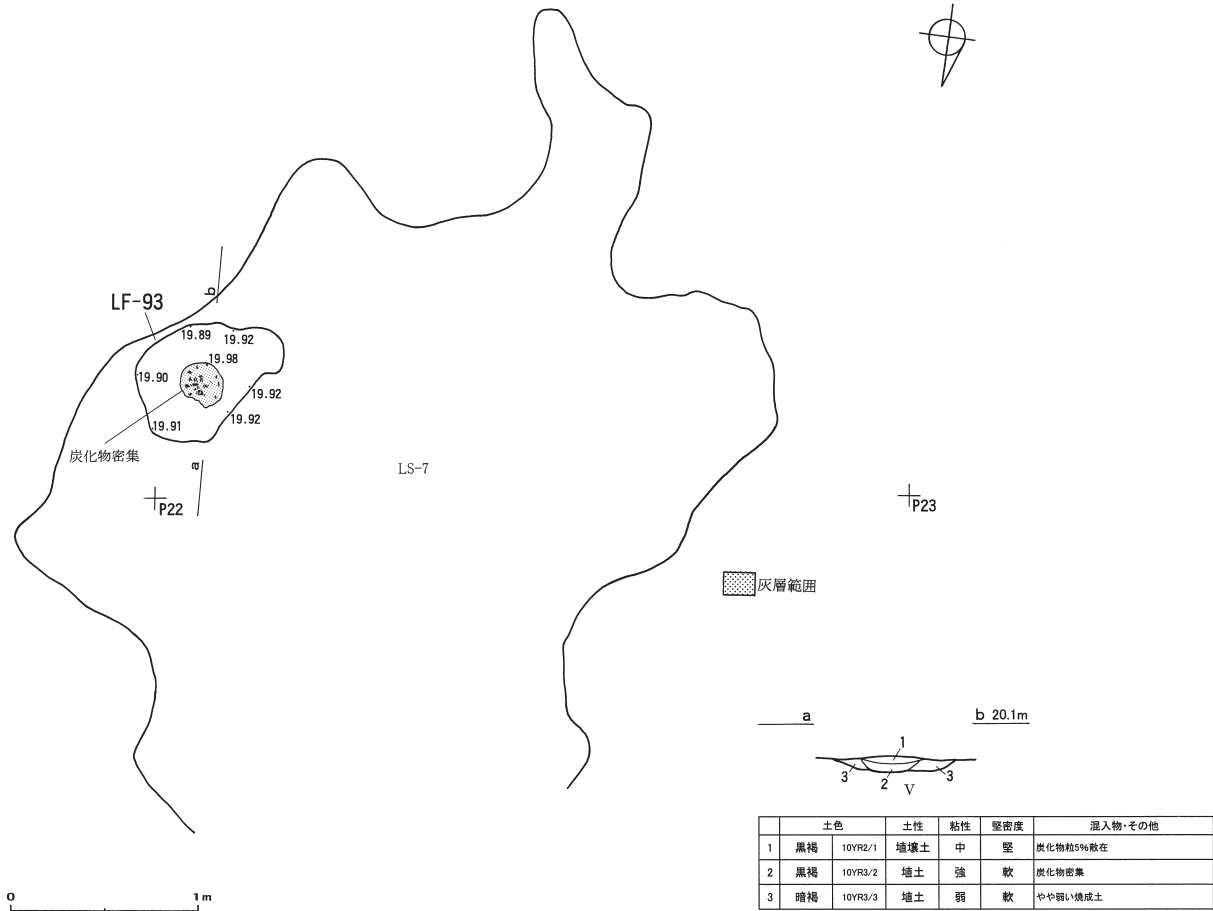 LF-93
b
19.89
19.92
19.98
19.90
19.92
19.92
19.91
炭化物密集
a
LS-7
P22
P23
灰層範囲
a
b 20.1m
1
3
2
3
V
土色 土性 粘性 堅密度 混入物・その他
1 黒褐 10YR2/1 埴壌土 中 堅 炭化物粒5%散在
2 黒褐 10YR3/2 埴土 強 軟 炭化物密集
3 暗褐 10YR3/3 埴土 弱 軟 やや弱い焼成土
0
1m